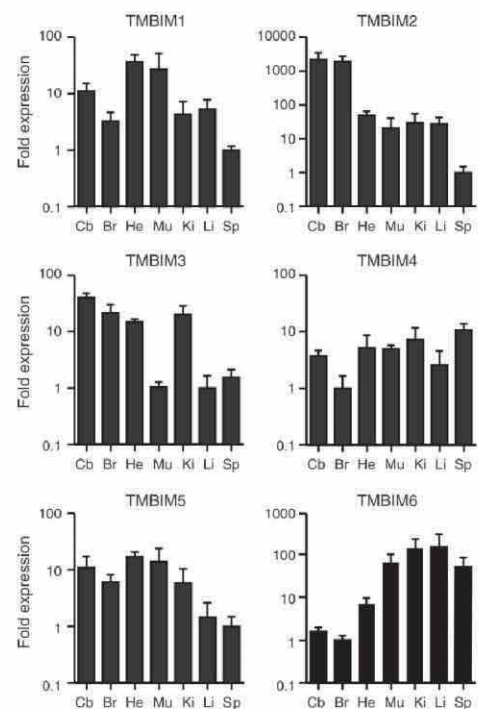 TMBIM1
Fold expression
100
10
1
0.1
Cb Br He Mu Ki Li Sp
TMBIM2
10000
1000
100
10
1
0.1
Cb Br He Mu Ki Li Sp
TMBIM3
Fold expression
100
10
1
0.1
Cb Br He Mu Ki Li Sp
TMBIM4
100
10
1
0.1
Cb Br He Mu Ki Li Sp
TMBIM5
Fold expression
100
10
1
0.1
Cb Br He Mu Ki Li Sp
TMBIM6
1000
100
10
1
0.1
Cb Br He Mu Ki Li Sp